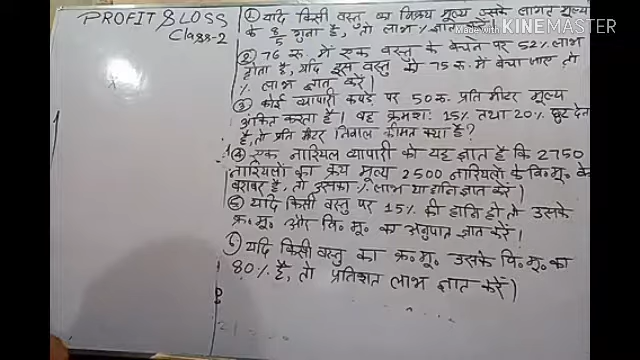 PROFIT & LOSS
Class-2
① यदि किसी वस्तु का विक्रय मूल्य उसके लागत मूल्य
के 8/5 गुना है, तो लाभ % ज्ञात करें।
② 76 रु. में एक वस्तु के बेचने पर 52% लाभ
होता है, यदि इस वस्तु को 75 रु. में बेचा जाए तो
% लाभ ज्ञात करें।
③ कोई व्यापारी कपड़े पर 50 रु. प्रति मीटर मूल्य
अंकित करता है। वह क्रमशः 15% तथा 20% छूट देता
है, तो प्रति मीटर कीमत क्या है?
④ एक नारियल व्यापारी को यह ज्ञात है कि 2750
नारियलों का क्रय मूल्य 2500 नारियलों के वि॰मू॰ के
बराबर है, तो उसका % लाभ या हानि ज्ञात करें।
⑤ यदि किसी वस्तु पर 15% की हानि हो तो उसके
क्र॰मू॰ और वि॰मू॰ का अनुपात ज्ञात करें।
यदि किसी वस्तु का क्र॰मू॰ उसके वि॰मू॰ का
80% है, तो प्रतिशत लाभ ज्ञात करें।
Made with
KINEMASTER